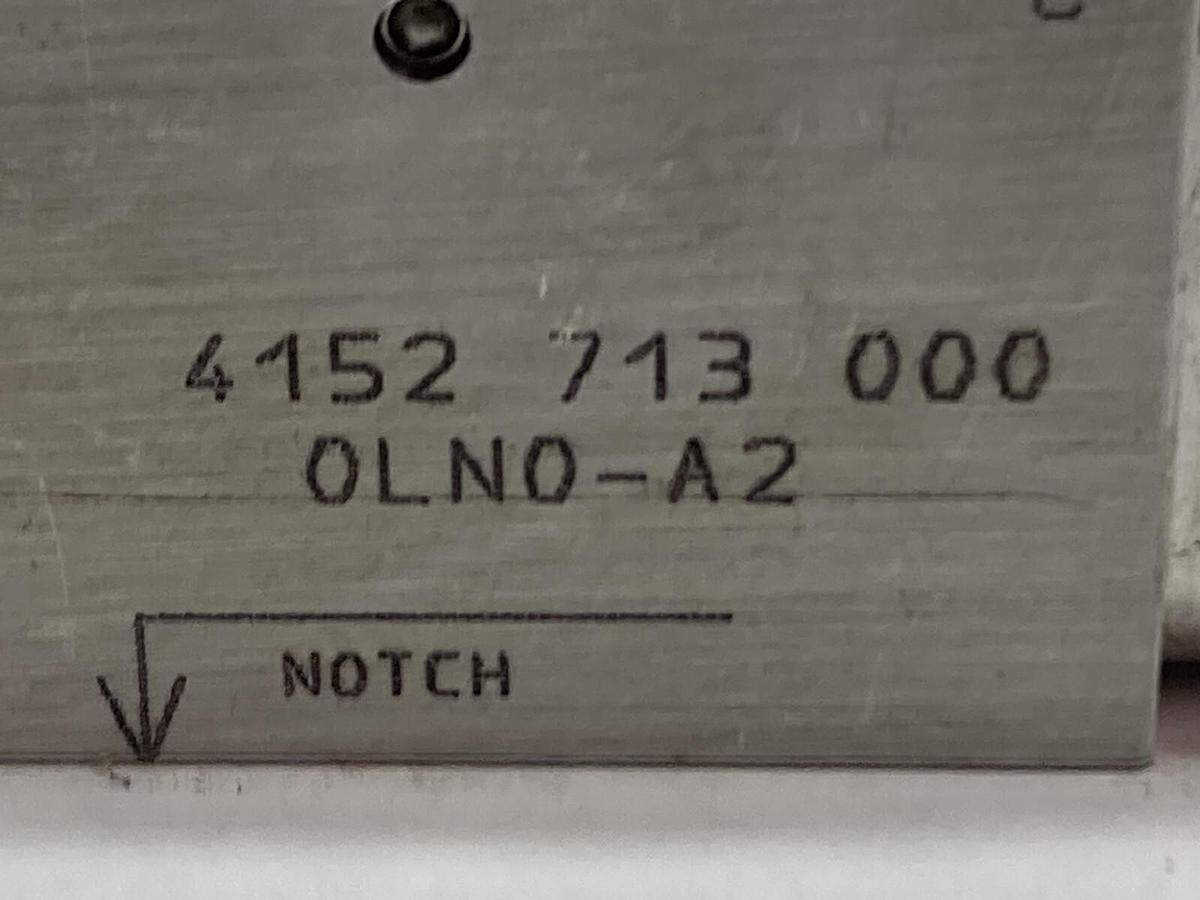 4152 713 000
OLNO-A2
NOTCH